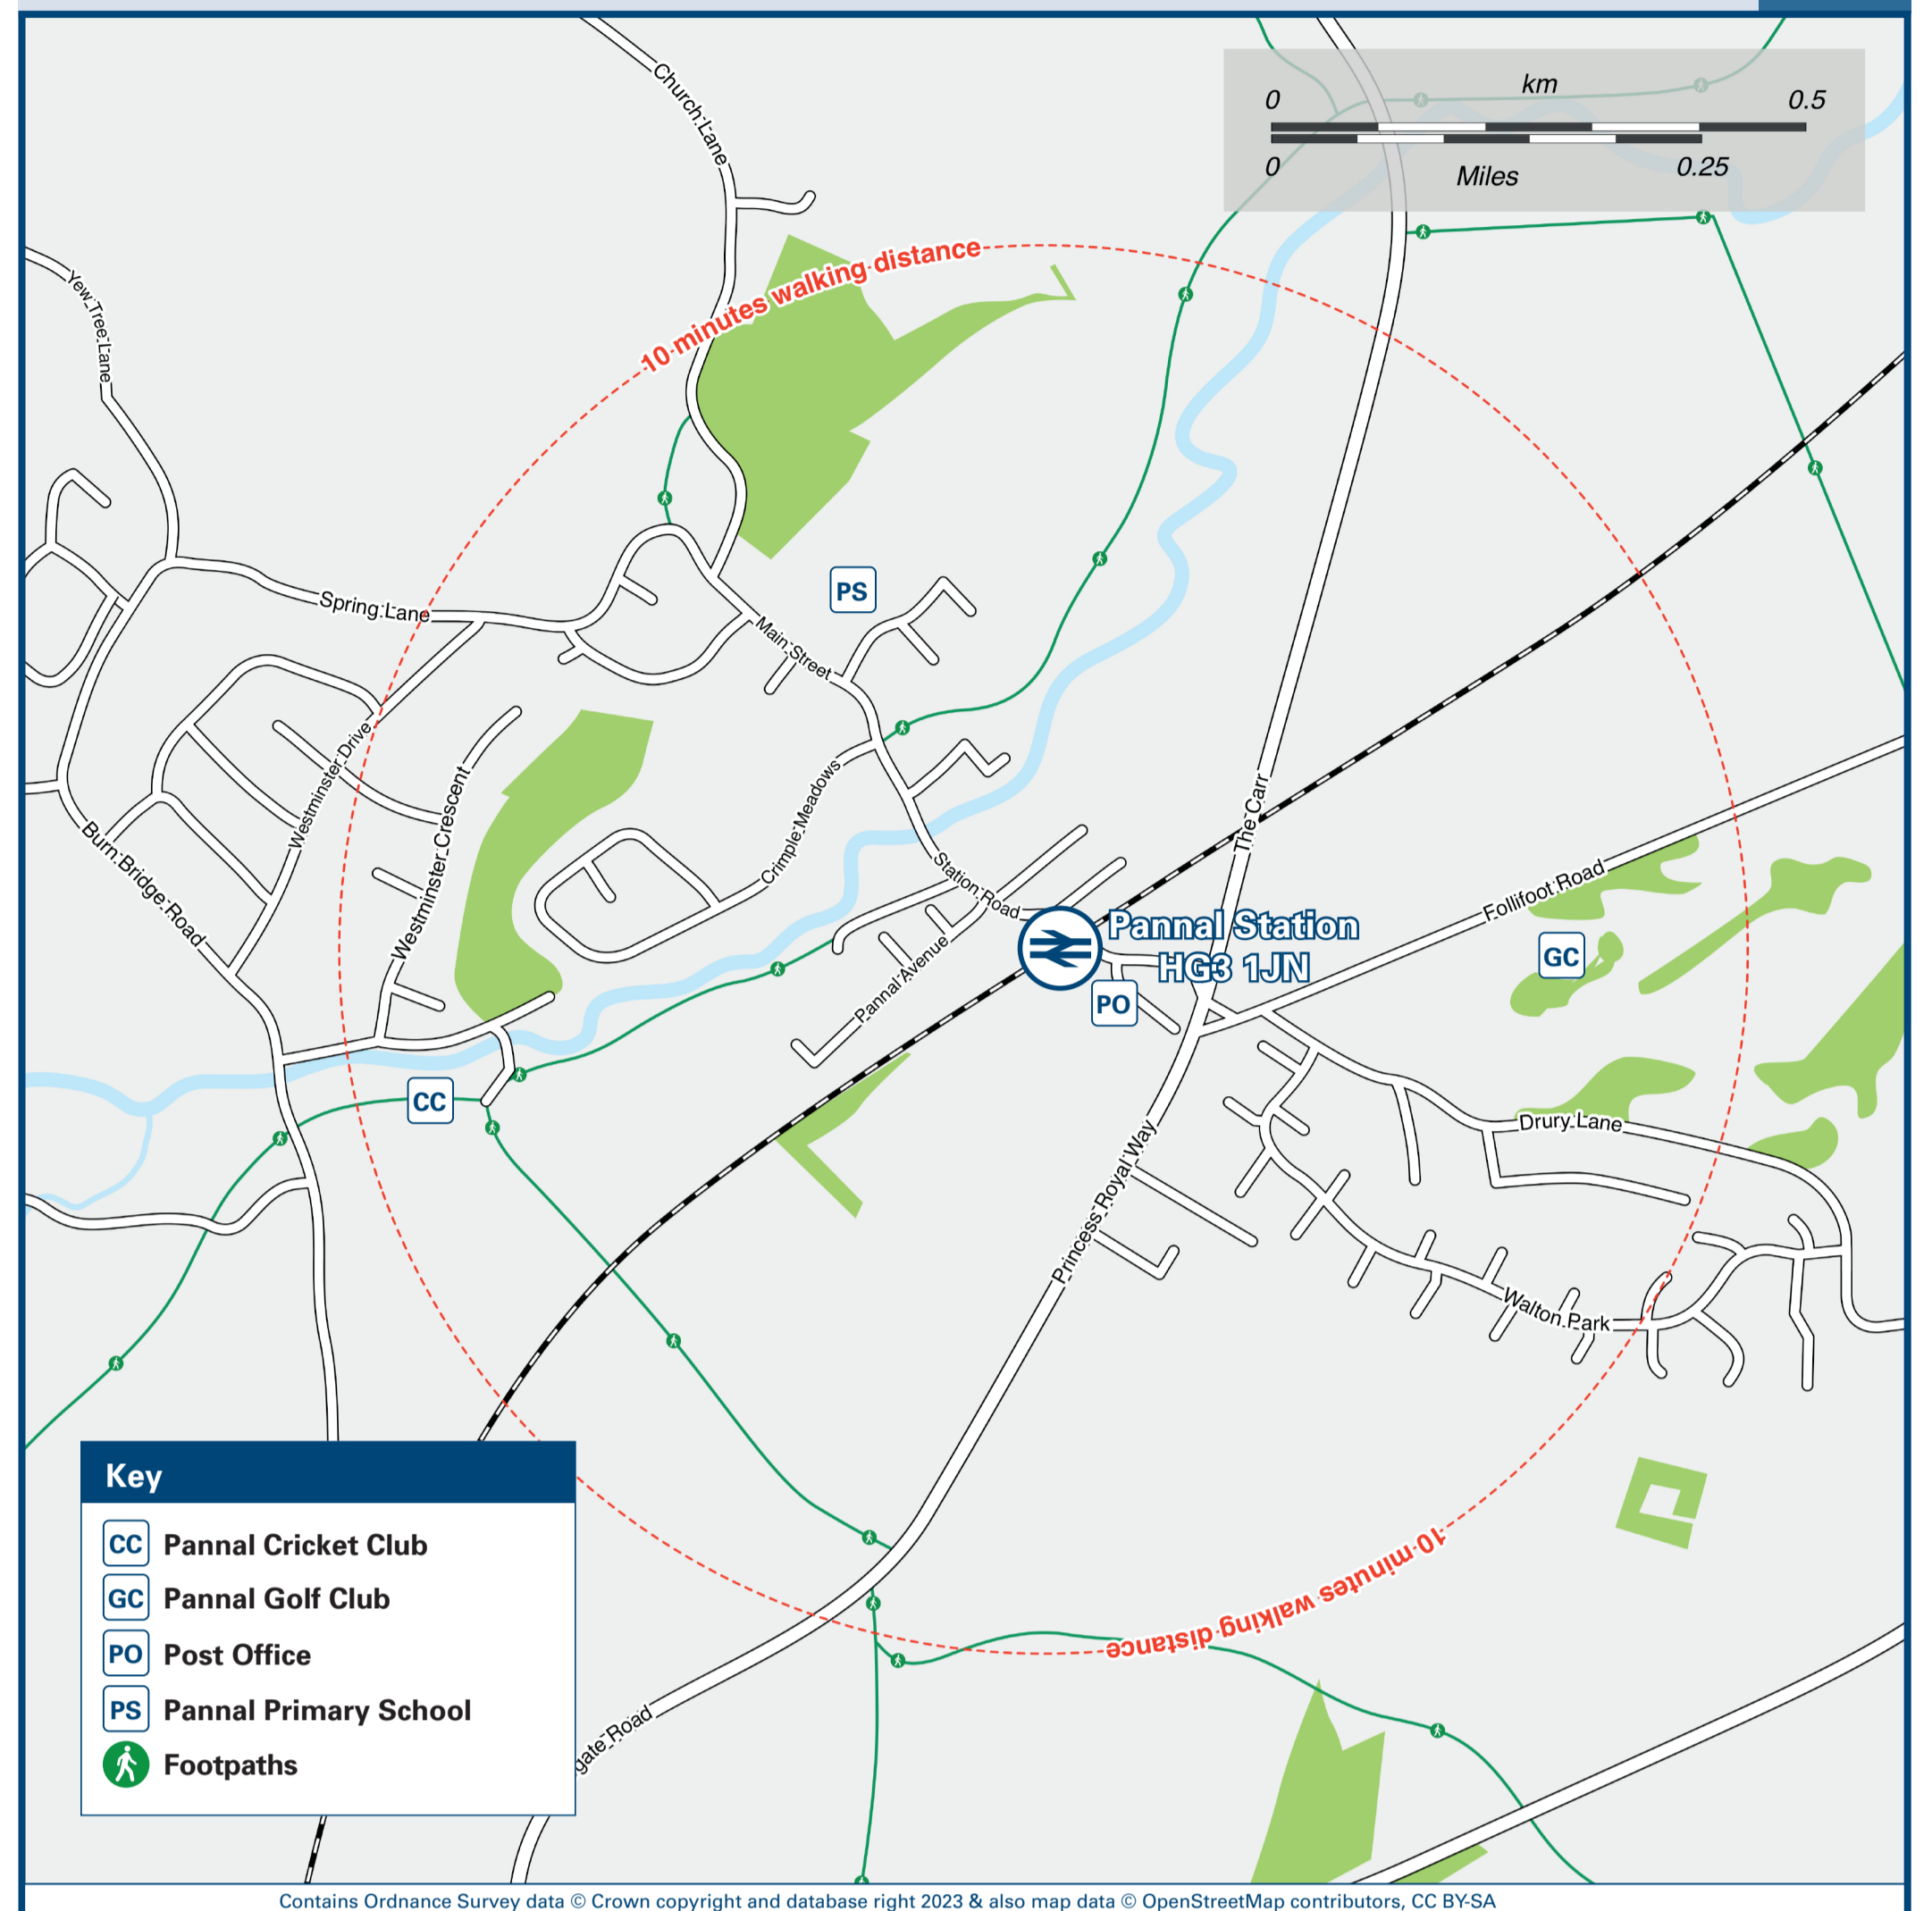 km
0
0.5
0
0.25
Miles
Church Lane
10 minutes walking distance
Yew Tree Lane
PS
Spring Lane
Main Street
Westminster Drive
Westminster Crescent
Crimple Meadows
The Carr
Burn Bridge Road
Station Road
Follifoot Road
Pannal Station
HG3 1JN
GC
Pannal Avenue
PO
CC
Drury Lane
Princess Royal Way
Walton Park
10 minutes walking distance
gate Road
Key
CC Pannal Cricket Club
GC Pannal Golf Club
PO Post Office
PS Pannal Primary School
Footpaths
Contains Ordnance Survey data © Crown copyright and database right 2023 & also map data © OpenStreetMap contributors, CC BY-SA